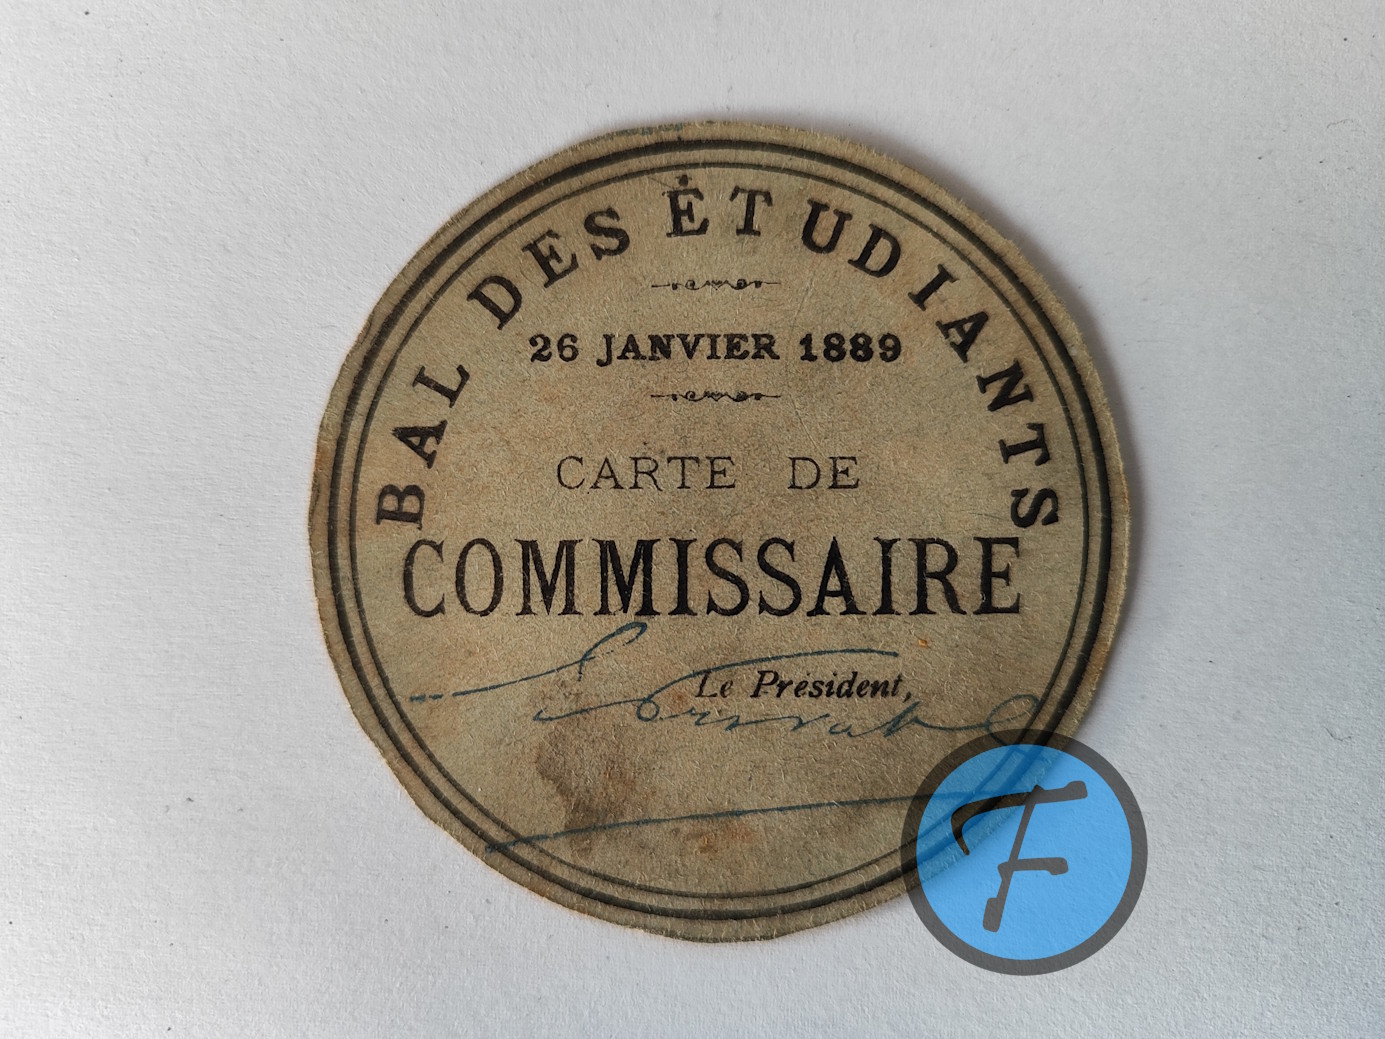 BAL DES ÉTUDIANTS
26 JANVIER 1889
CARTE DE
COMMISSAIRE
Le Président,
F